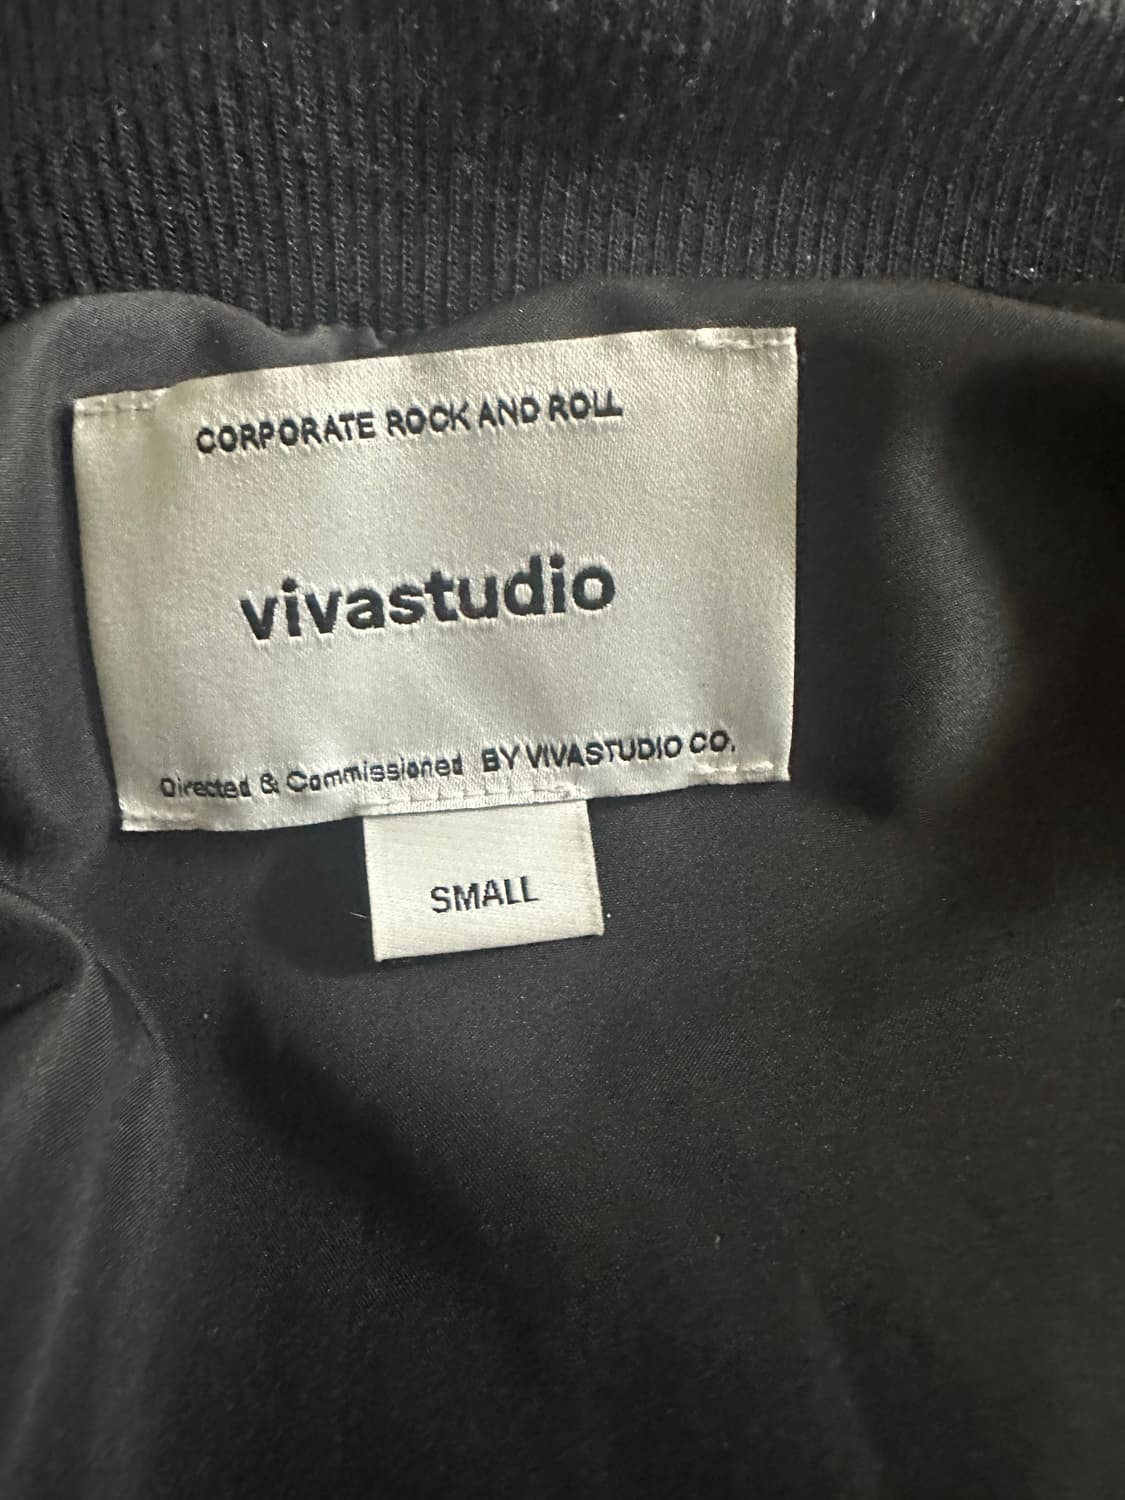 CORPORATE ROCK AND ROLL
vivastudio
Directed & Commissioned BY VIVASTUDIO CO.
SMALL